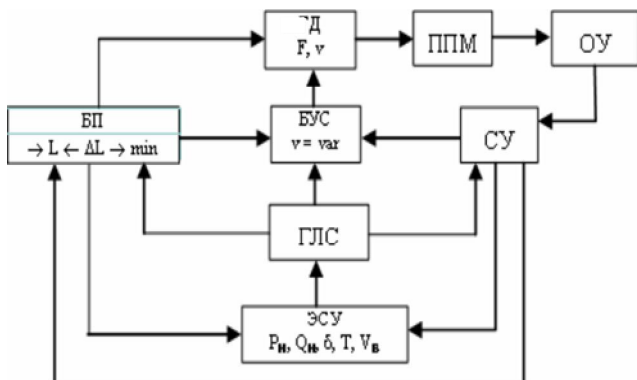 ГД
F, v
ППМ
ОУ
БП
→ L ← ΔL → min
БУС
v = var
СУ
ГЛС
ЭСУ
Pн, Qн, δ, T, Vв